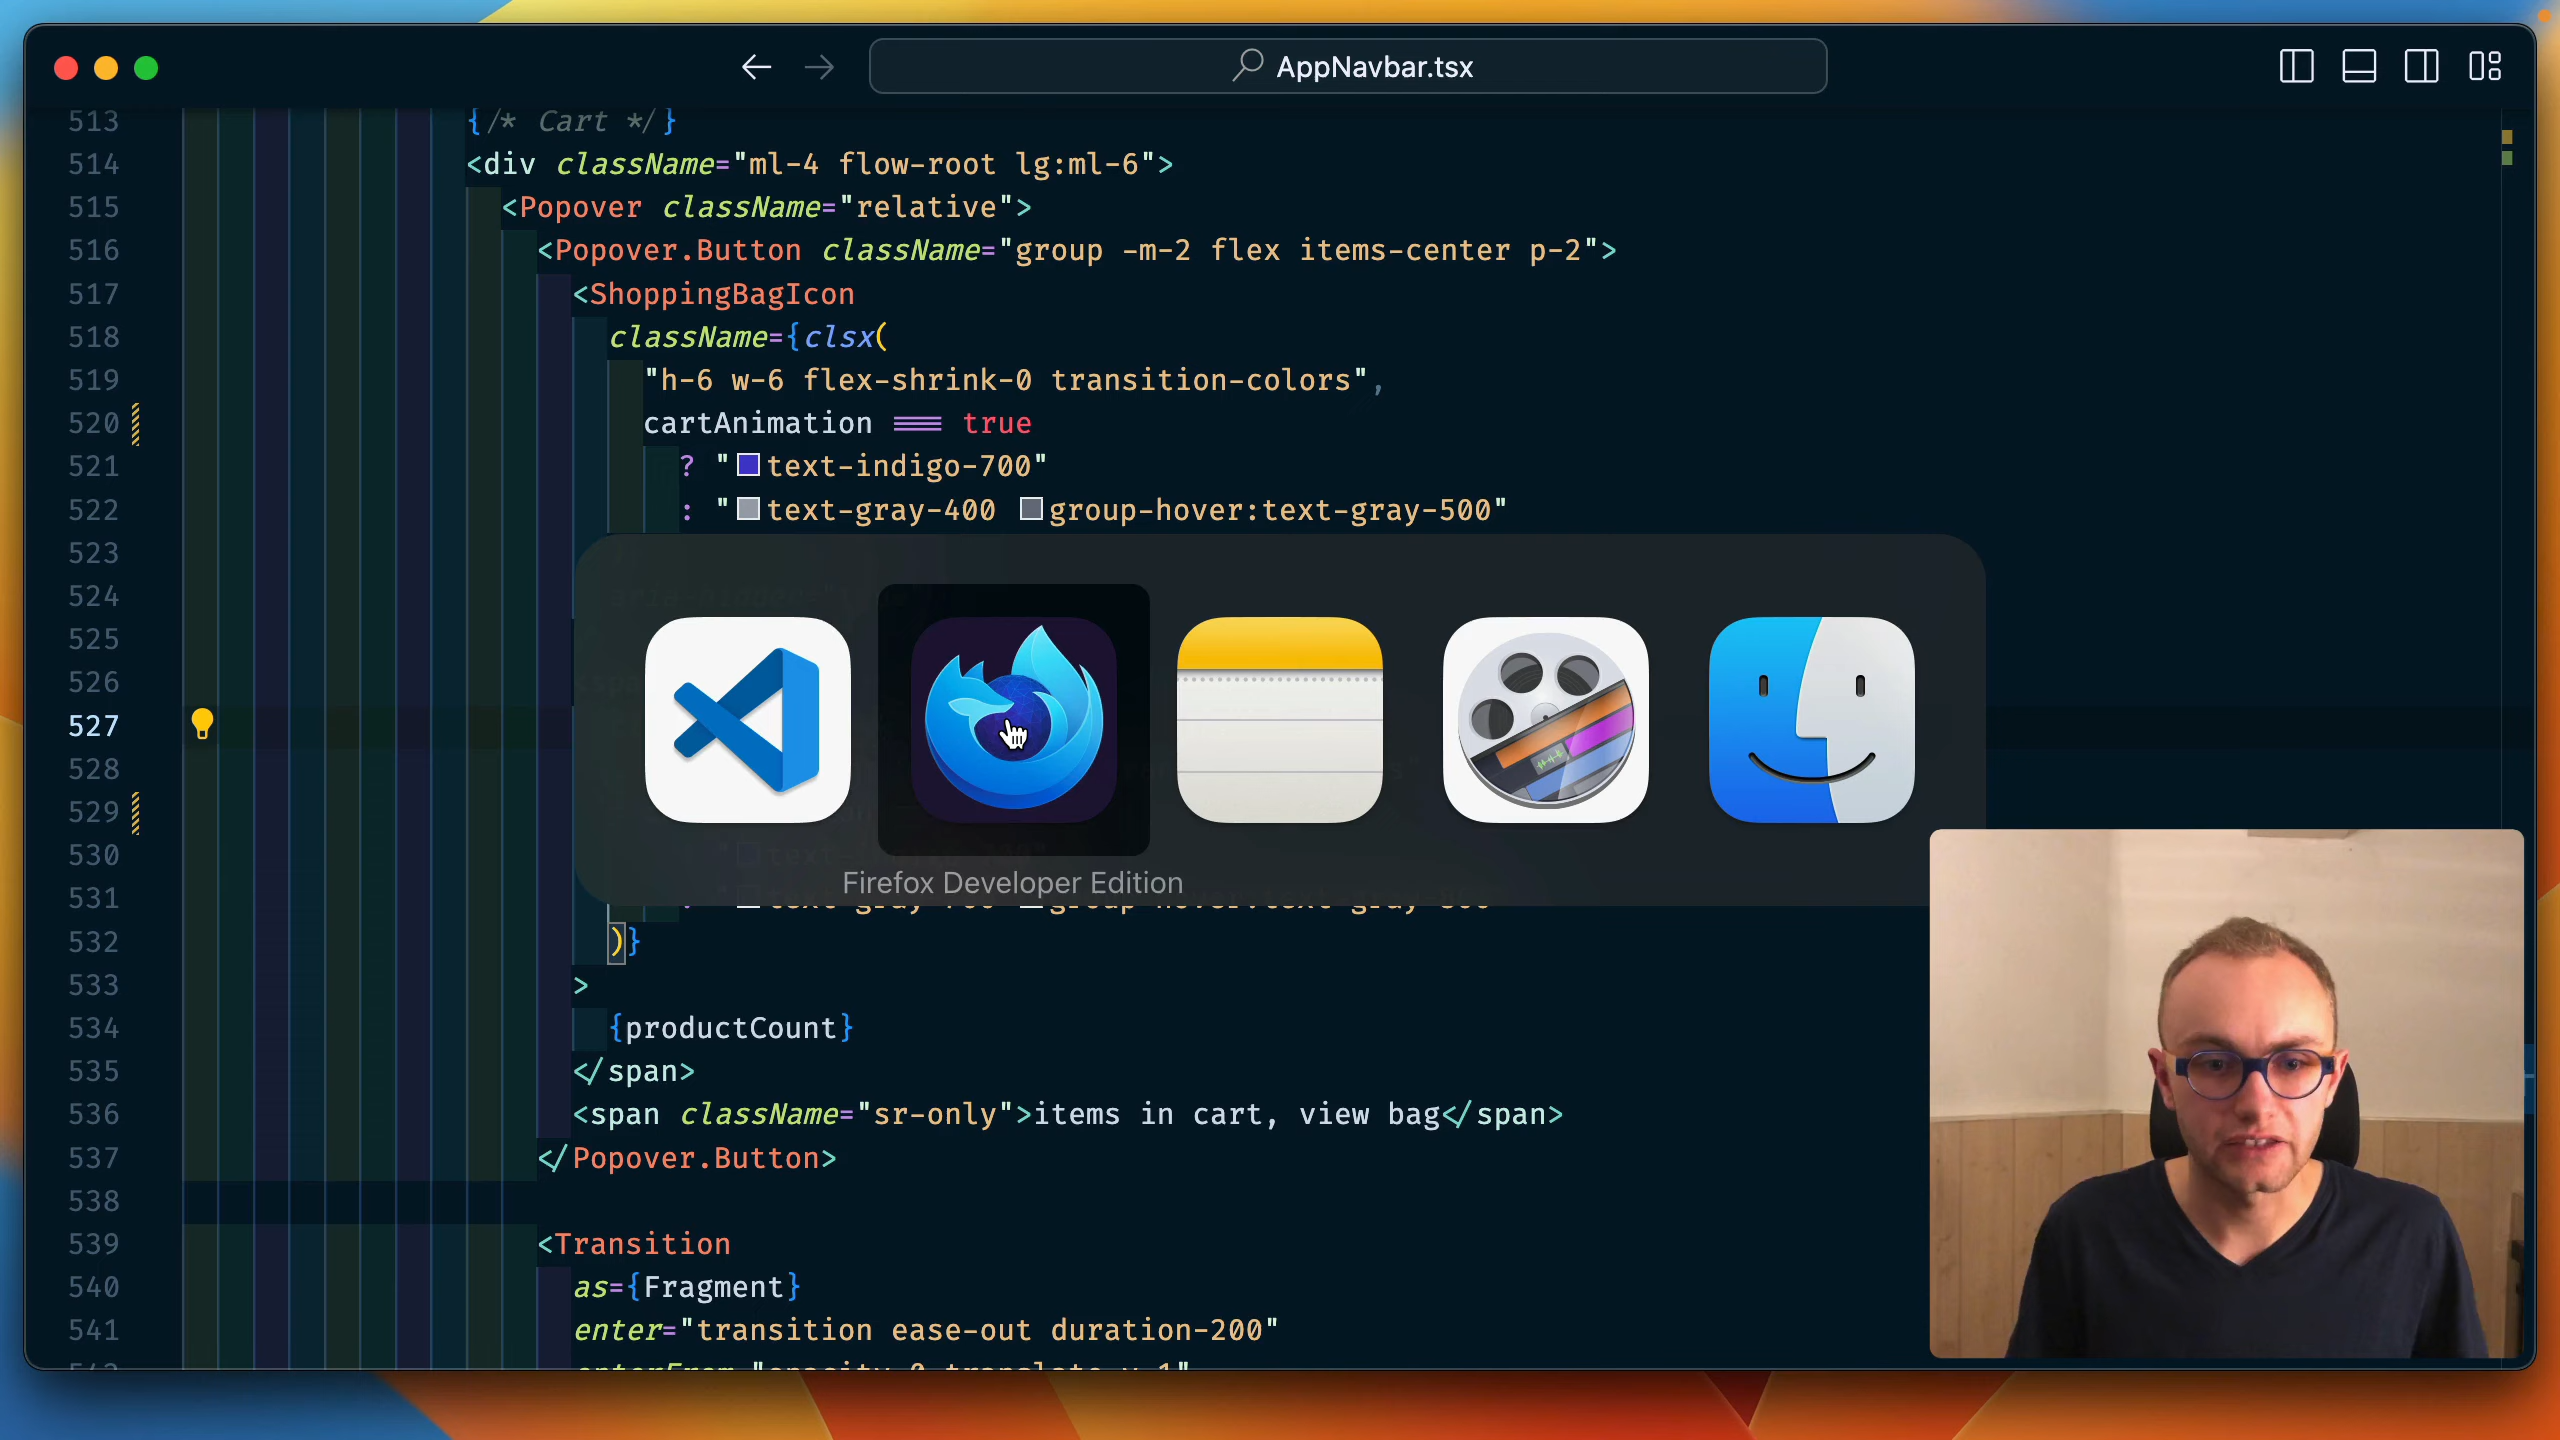 AppNavbar.tsx
513 {/* Cart */}
514 <div className="ml-4 flow-root lg:ml-6">
515 <Popover className="relative">
516 <Popover.Button className="group -m-2 flex items-center p-2">
517 <ShoppingBagIcon
518 className={clsx(
519 "h-6 w-6 flex-shrink-0 transition-colors",
520 cartAnimation === true
521 ? "text-indigo-700"
522 : "text-gray-400 group-hover:text-gray-500"
523
524
525
526
527
528
529
530
531
532 )}
533 >
534 {productCount}
535 </span>
536 <span className="sr-only">items in cart, view bag</span>
537 </Popover.Button>
538
539 <Transition
540 as={Fragment}
541 enter="transition ease-out duration-200"
Firefox Developer Edition